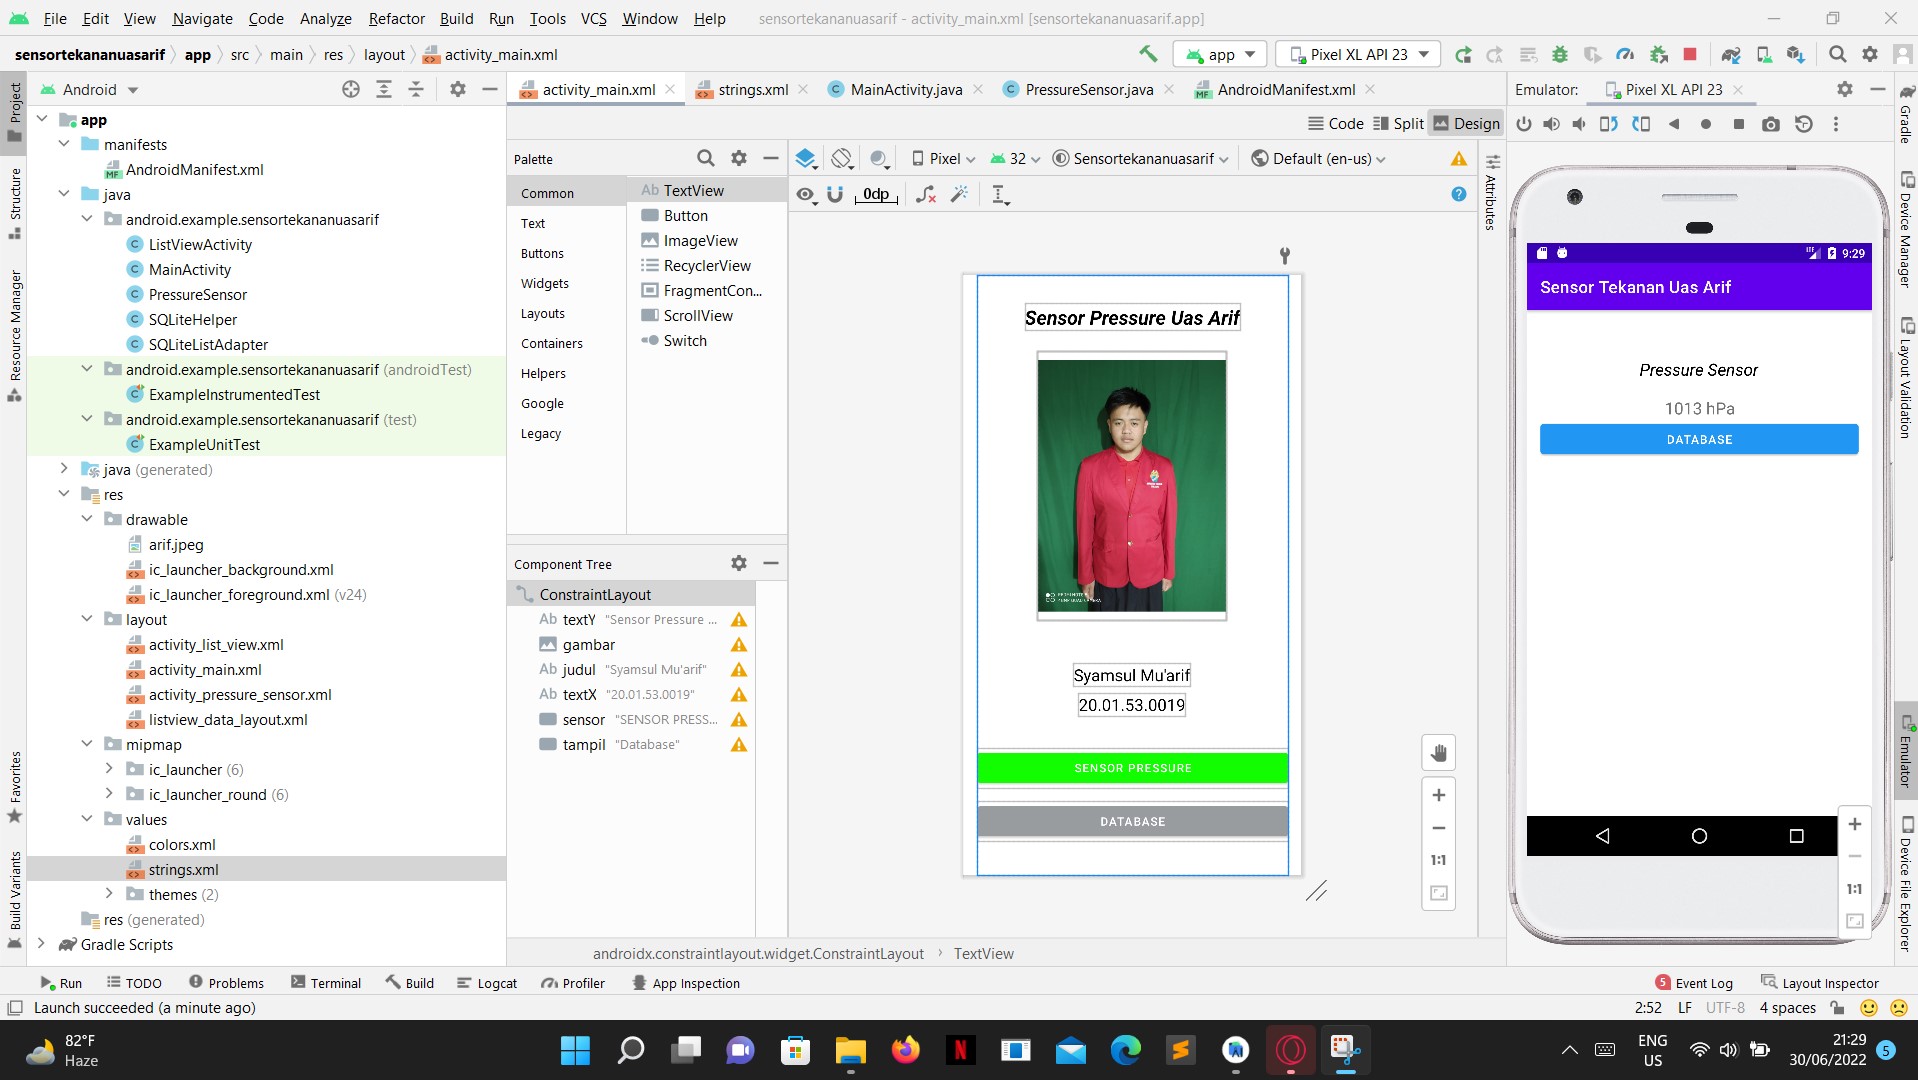 File Edit View Navigate Code Analyze Refactor Build Run Tools VCS Window Help sensortekananuasarif - activity_main.xml [sensortekananuasarif.app]
sensortekananuasarif app src main res layout activity_main.xml app Pixel XL API 23
Project
Structure
Resource Manager
Favorites
Build Variants
Android
app
manifests
AndroidManifest.xml
java
android.example.sensortekananuasarif
ListViewActivity
MainActivity
PressureSensor
SQLiteHelper
SQLiteListAdapter
android.example.sensortekananuasarif (androidTest)
ExampleInstrumentedTest
android.example.sensortekananuasarif (test)
ExampleUnitTest
java (generated)
res
drawable
arif.jpeg
ic_launcher_background.xml
ic_launcher_foreground.xml (v24)
layout
activity_list_view.xml
activity_main.xml
activity_pressure_sensor.xml
listview_data_layout.xml
mipmap
ic_launcher (6)
ic_launcher_round (6)
values
colors.xml
strings.xml
themes (2)
res (generated)
Gradle Scripts
activity_main.xml strings.xml MainActivity.java PressureSensor.java AndroidManifest.xml
Code Split Design
Palette
Common
Text
Buttons
Widgets
Layouts
Containers
Helpers
Google
Legacy
Ab TextView
Button
ImageView
RecyclerView
FragmentCon...
ScrollView
Switch
Component Tree
ConstraintLayout
Ab textY "Sensor Pressure ...
gambar
Ab judul "Syamsul Mu'arif"
Ab textX "20.01.53.0019"
sensor "SENSOR PRESS...
tampil "Database"
Pixel 32 Sensortekananuasarif Default (en-us)
0dp
Sensor Pressure Uas Arif
Syamsul Mu'arif
20.01.53.0019
SENSOR PRESSURE
DATABASE
1:1
androidx.constraintlayout.widget.ConstraintLayout TextView
Attributes
Emulator: Pixel XL API 23
LTE 9:29
Sensor Tekanan Uas Arif
Pressure Sensor
1013 hPa
DATABASE
1:1
Gradle
Device Manager
Layout Validation
Emulator
Device File Explorer
Run TODO Problems Terminal Build Logcat Profiler App Inspection 5 Event Log Layout Inspector
Launch succeeded (a minute ago) 2:52 LF UTF-8 4 spaces
82°F
Haze
ENG
US
21:29
30/06/2022
5